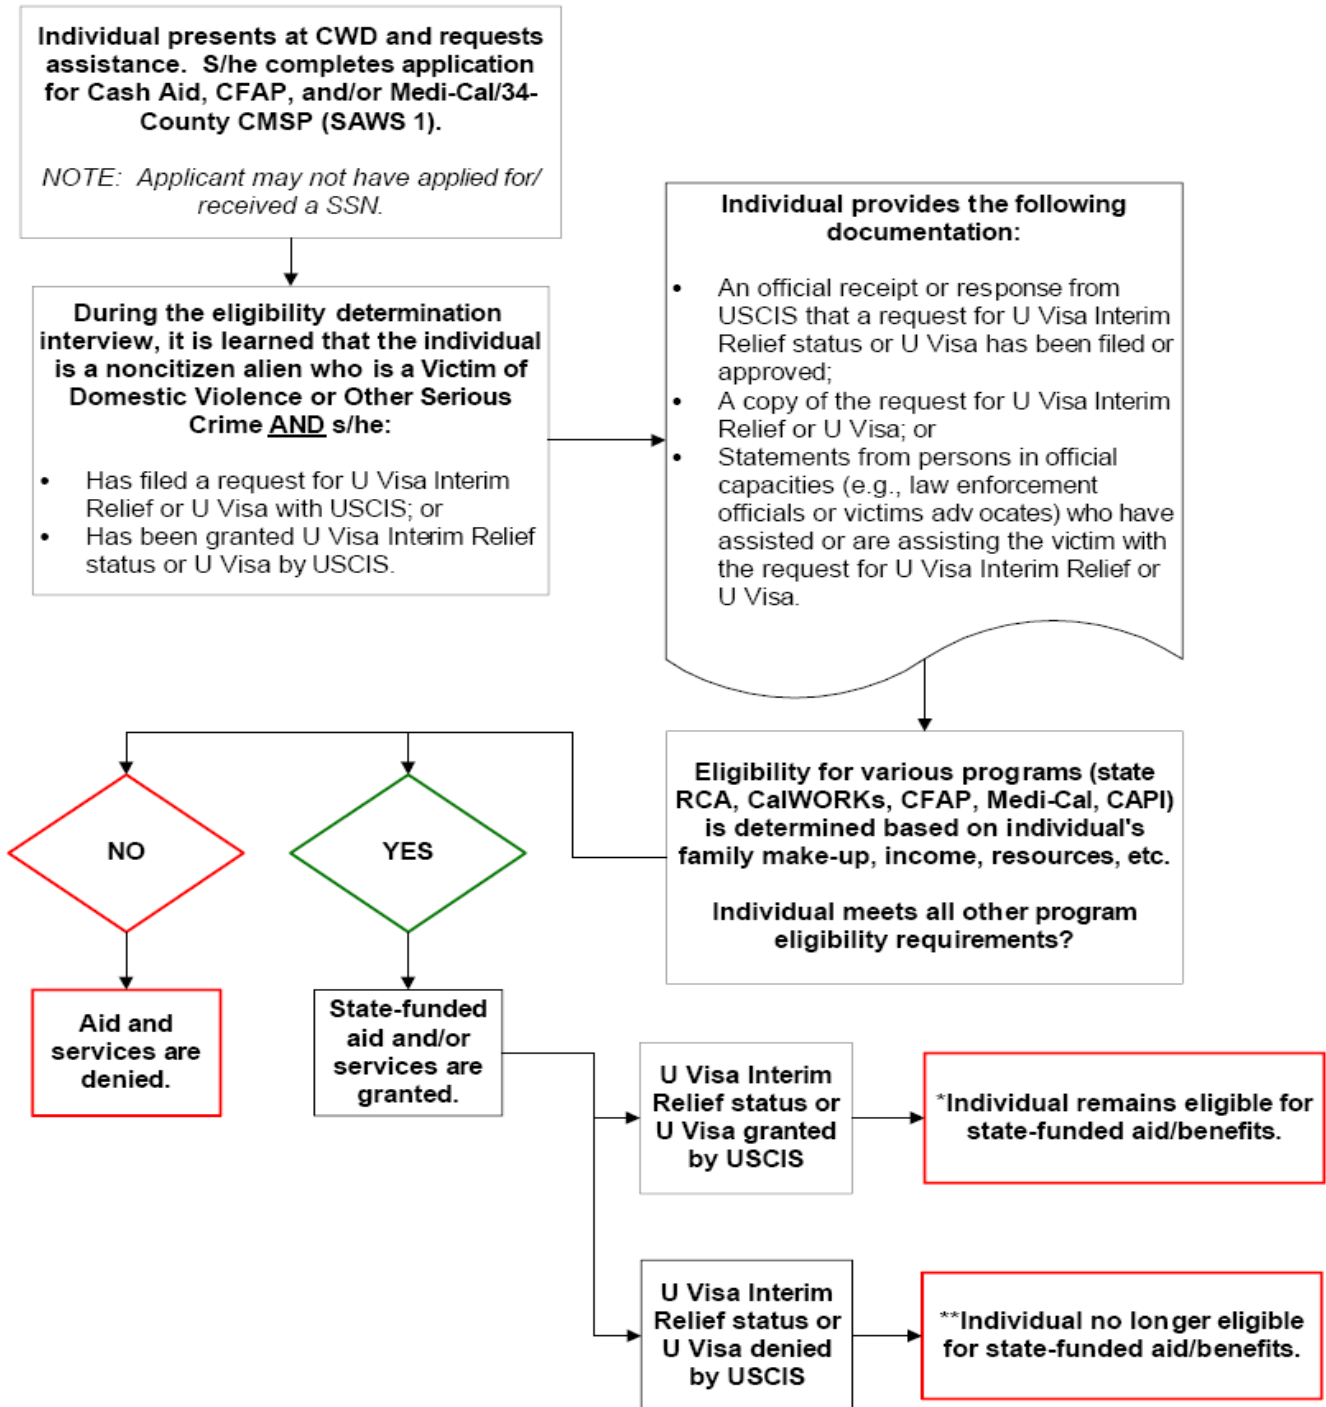 Individual presents at CWD and requests
assistance.  S/he completes application
for Cash Aid, CFAP, and/or Medi-Cal/34-
County CMSP (SAWS 1).
NOTE:  Applicant may not have applied for/
received a SSN.
During the eligibility determination
interview, it is learned that the individual
is a noncitizen alien who is a Victim of
Domestic Violence or Other Serious
Crime AND s/he:
• Has filed a request for U Visa Interim
Relief or U Visa with USCIS; or
• Has been granted U Visa Interim Relief
status or U Visa by USCIS.
Individual provides the following
documentation:
• An official receipt or response from
USCIS that a request for U Visa Interim
Relief status or U Visa has been filed or
approved;
• A copy of the request for U Visa Interim
Relief or U Visa; or
• Statements from persons in official
capacities (e.g., law enforcement
officials or victims advocates) who have
assisted or are assisting the victim with
the request for U Visa Interim Relief or
U Visa.
Eligibility for various programs (state
RCA, CalWORKs, CFAP, Medi-Cal, CAPI)
is determined based on individual's
family make-up, income, resources, etc.
Individual meets all other program
eligibility requirements?
NO
YES
Aid and
services are
denied.
State-funded
aid and/or
services are
granted.
U Visa Interim
Relief status or
U Visa granted
by USCIS
*Individual remains eligible for
state-funded aid/benefits.
U Visa Interim
Relief status or
U Visa denied
by USCIS
**Individual no longer eligible
for state-funded aid/benefits.